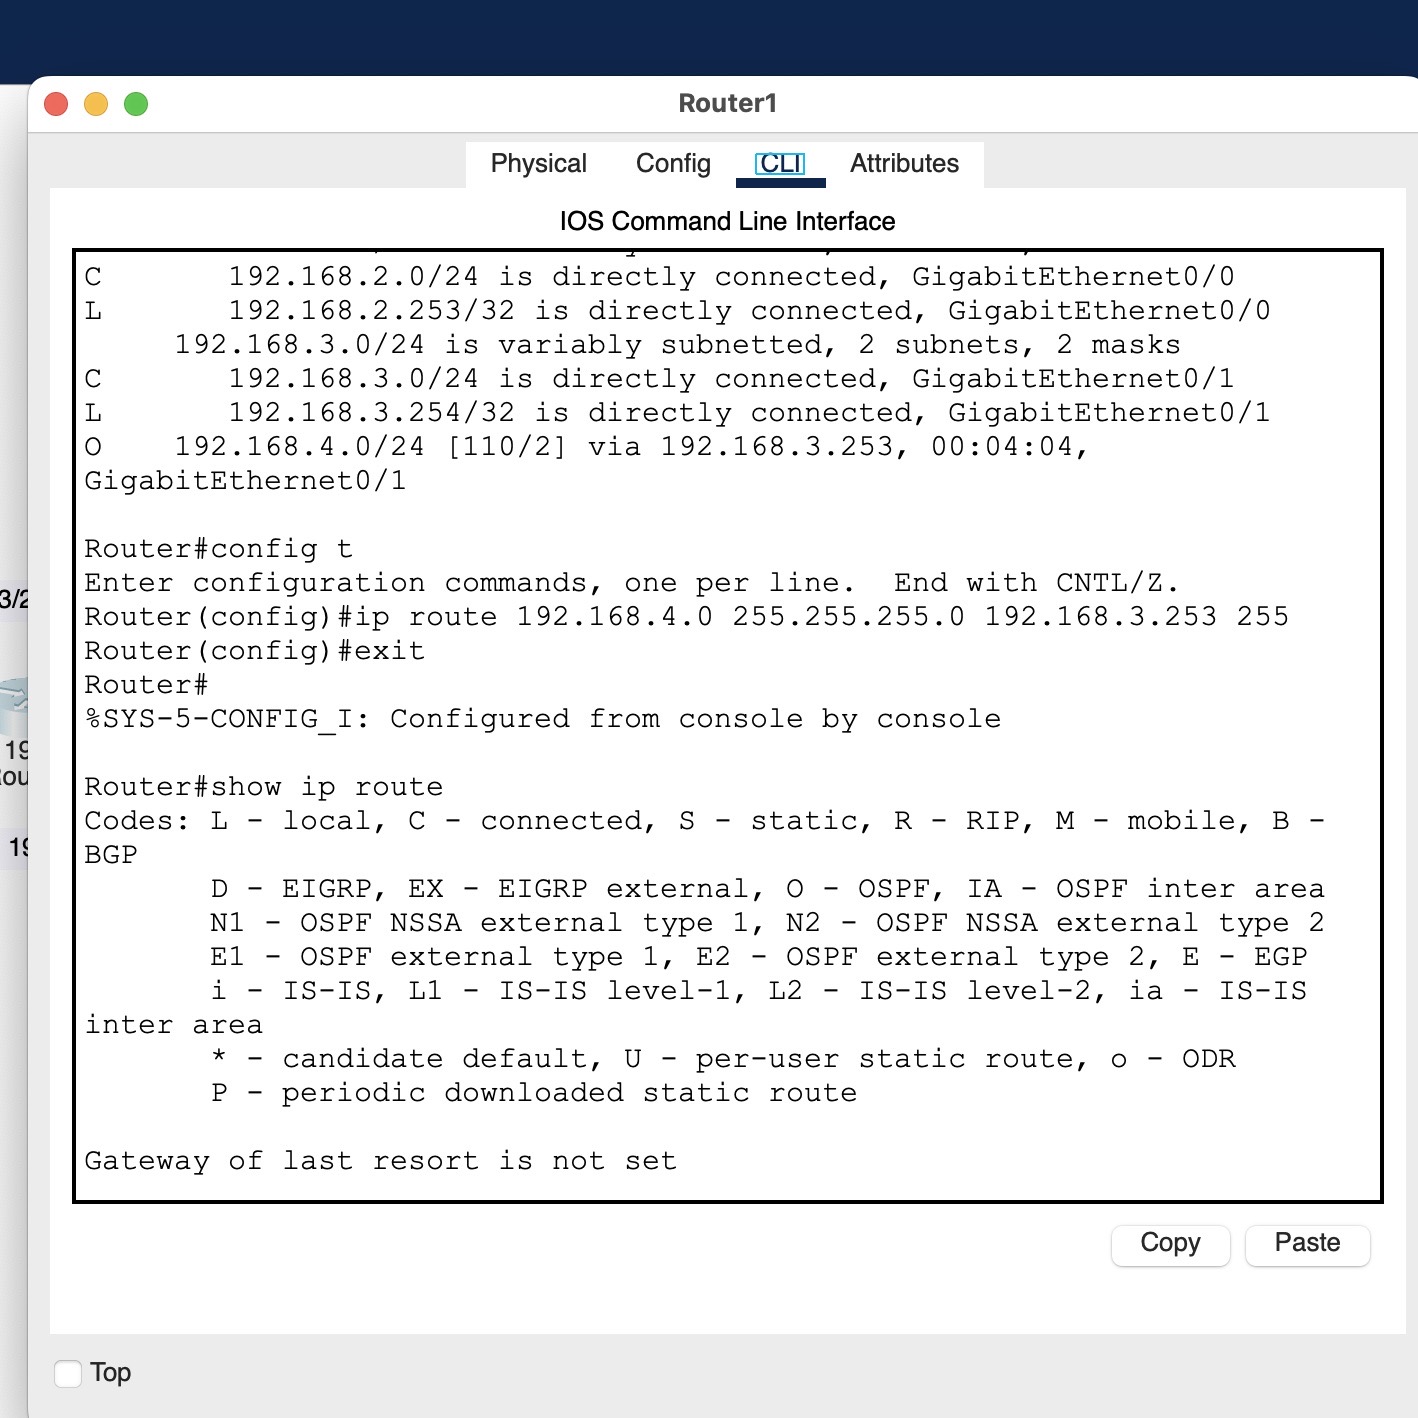 Router1
Physical Config CLI Attributes
IOS Command Line Interface
C 192.168.2.0/24 is directly connected, GigabitEthernet0/0
L 192.168.2.253/32 is directly connected, GigabitEthernet0/0
192.168.3.0/24 is variably subnetted, 2 subnets, 2 masks
C 192.168.3.0/24 is directly connected, GigabitEthernet0/1
L 192.168.3.254/32 is directly connected, GigabitEthernet0/1
O 192.168.4.0/24 [110/2] via 192.168.3.253, 00:04:04,
GigabitEthernet0/1
Router#config t
Enter configuration commands, one per line. End with CNTL/Z.
Router(config)#ip route 192.168.4.0 255.255.255.0 192.168.3.253 255
Router(config)#exit
Router#
%SYS-5-CONFIG_I: Configured from console by console
Router#show ip route
Codes: L - local, C - connected, S - static, R - RIP, M - mobile, B -
BGP
D - EIGRP, EX - EIGRP external, O - OSPF, IA - OSPF inter area
N1 - OSPF NSSA external type 1, N2 - OSPF NSSA external type 2
E1 - OSPF external type 1, E2 - OSPF external type 2, E - EGP
i - IS-IS, L1 - IS-IS level-1, L2 - IS-IS level-2, ia - IS-IS
inter area
* - candidate default, U - per-user static route, o - ODR
P - periodic downloaded static route
Gateway of last resort is not set
Copy Paste
Top